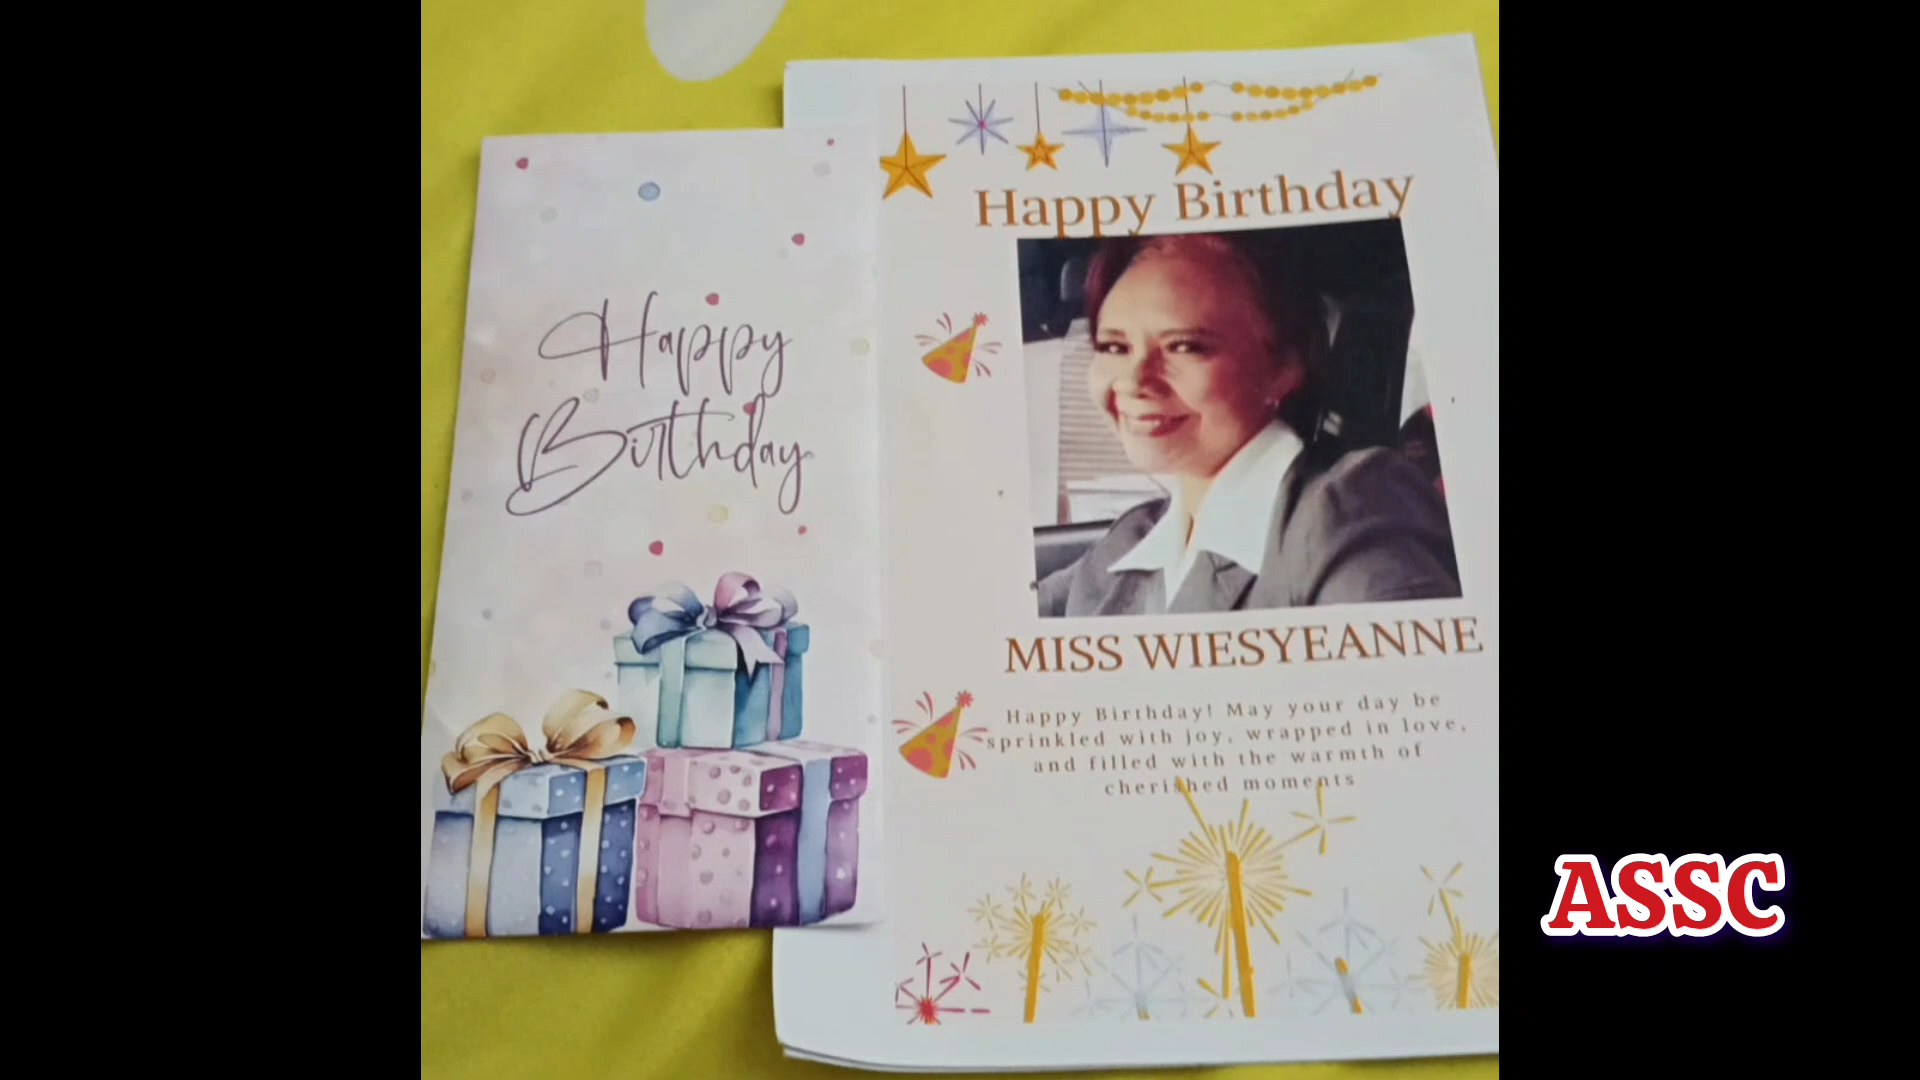 Happy
Birthday
Happy Birthday
MISS WIESYEANNE
Happy Birthday! May your day be
sprinkled with joy, wrapped in love,
and filled with the warmth of
cherished moments
ASSC